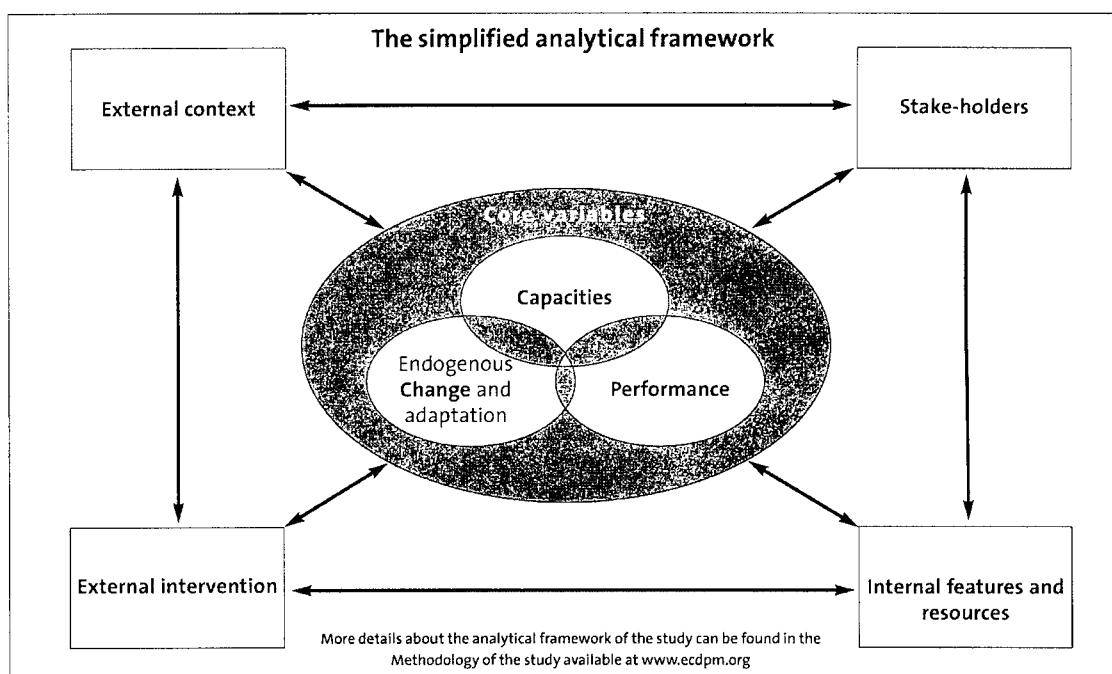 The simplified analytical framework
External context
Stake-holders
Core variables
Capacities
Endogenous
Change and
adaptation
Performance
External intervention
Internal features and
resources
More details about the analytical framework of the study can be found in the
Methodology of the study available at www.ecdpm.org